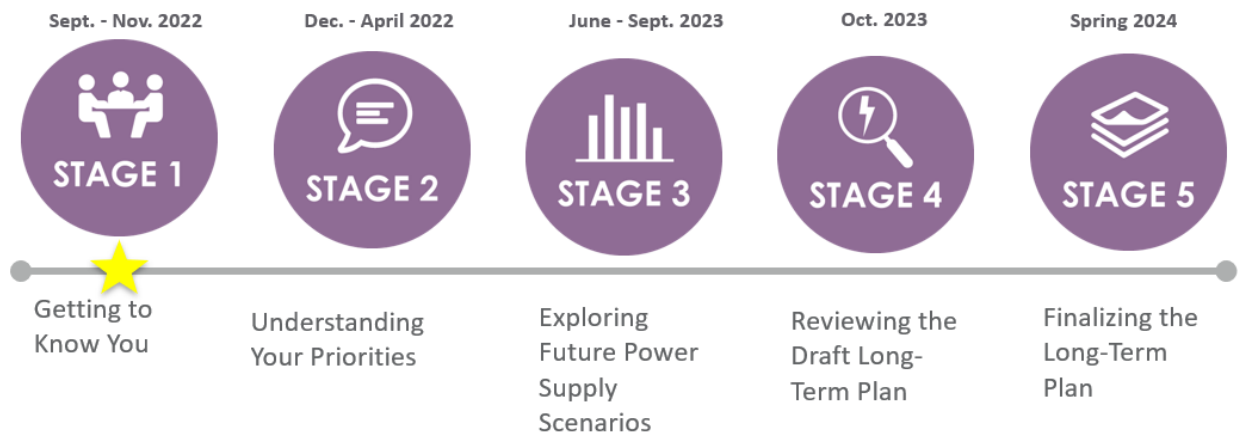 Sept. - Nov. 2022
Dec. - April 2022
June - Sept. 2023
Oct. 2023
Spring 2024
STAGE 1
STAGE 2
STAGE 3
STAGE 4
STAGE 5
Getting to
Know You
Understanding
Your Priorities
Exploring
Future Power
Supply
Scenarios
Reviewing the
Draft Long-
Term Plan
Finalizing the
Long-Term
Plan